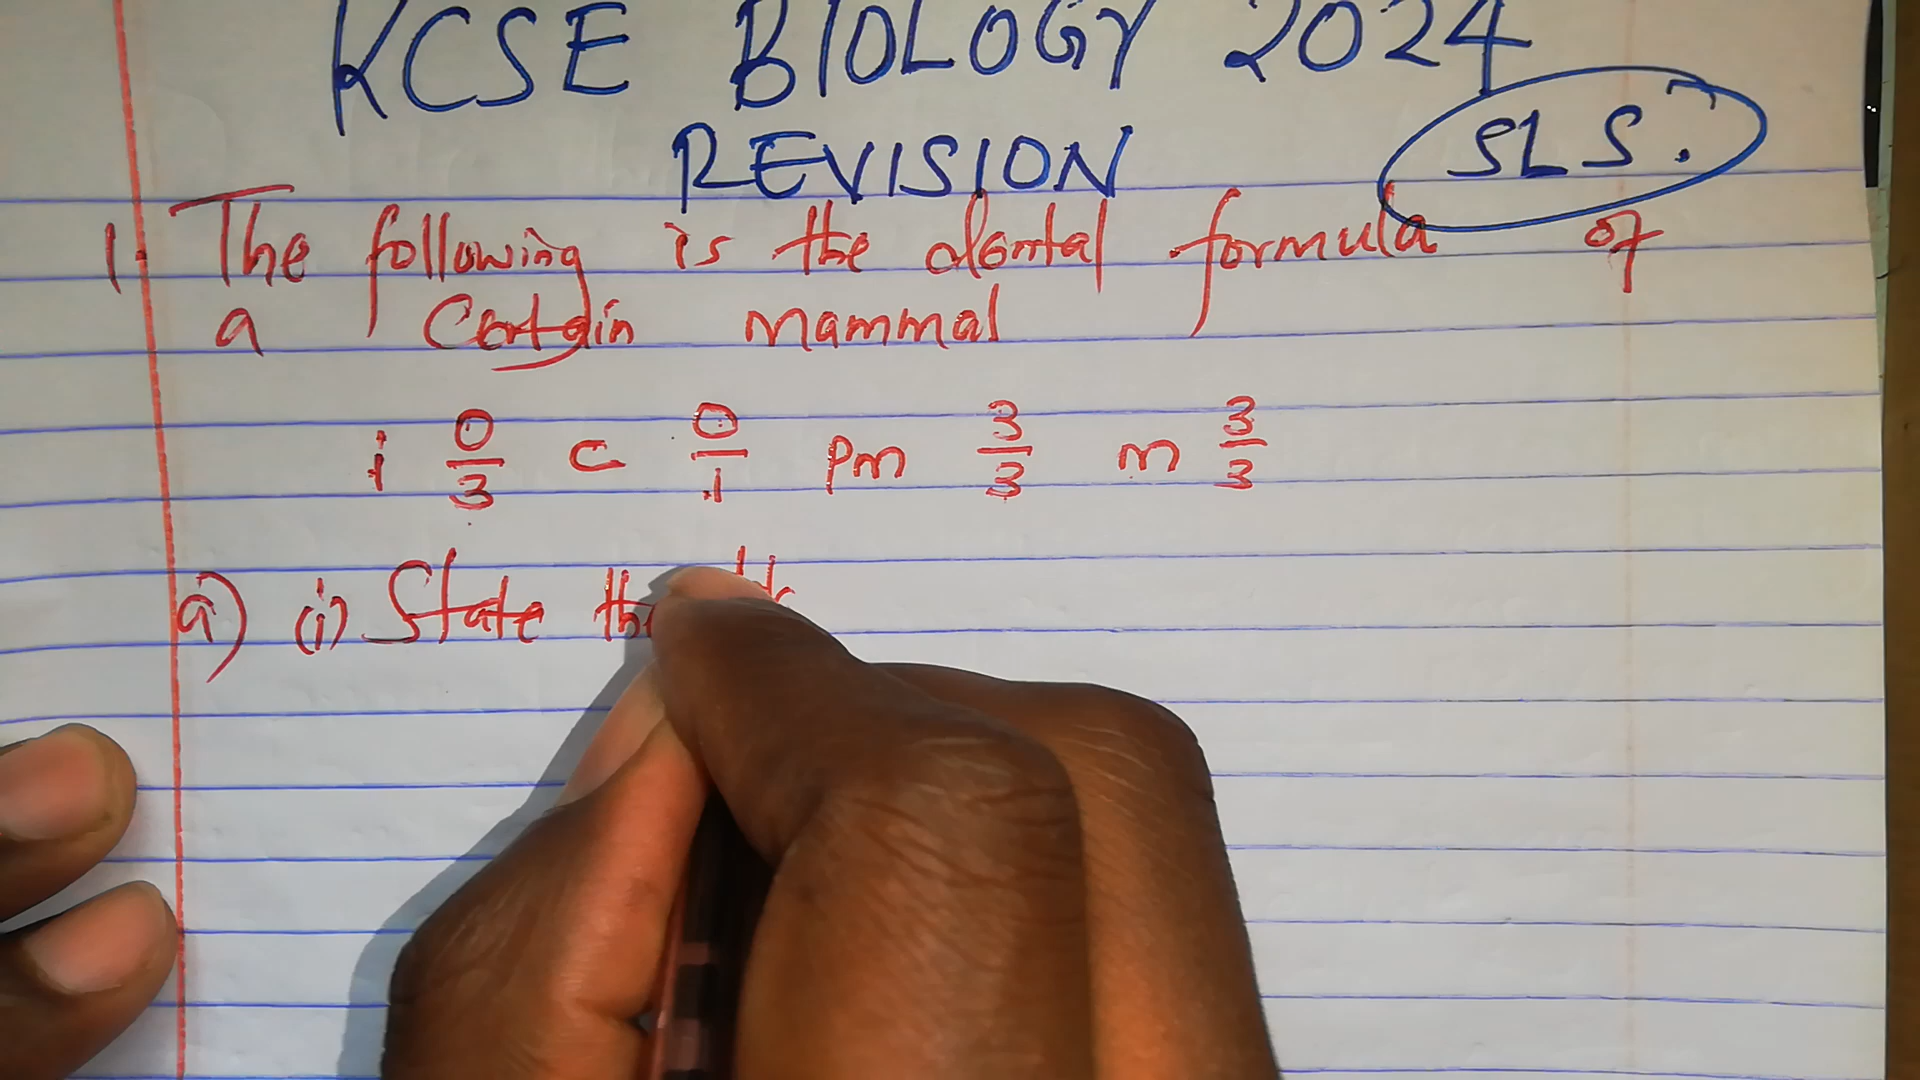 KCSE BIOLOGY 2024
REVISION
SLS.
1. The following is the dental formula of
a certain mammal
i 0/3 c 0/1 pm 3/3 m 3/3
a) (i) State the